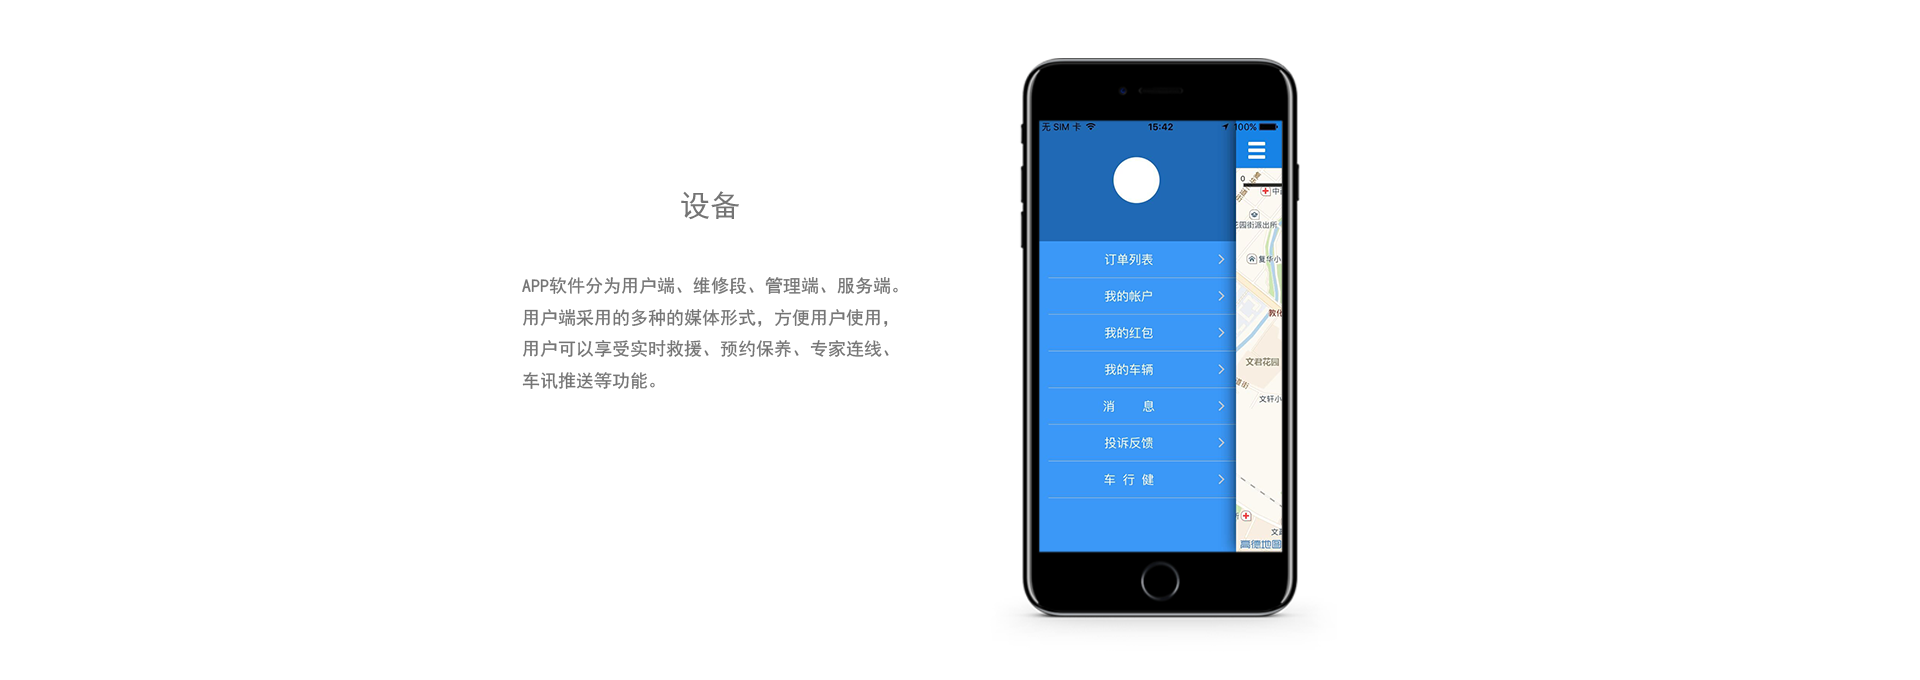 设备
APP软件分为用户端、维修段、管理端、服务端。
用户端采用的多种的媒体形式，方便用户使用，
用户可以享受实时救援、预约保养、专家连线、
车讯推送等功能。
无 SIM 卡 15:42 100%
订单列表
我的帐户
我的红包
我的车辆
消 息
投诉反馈
车 行 健
0
中
花园街派出所
复华小
敦化
文君花园
道街
文轩小
所
文
高德地图